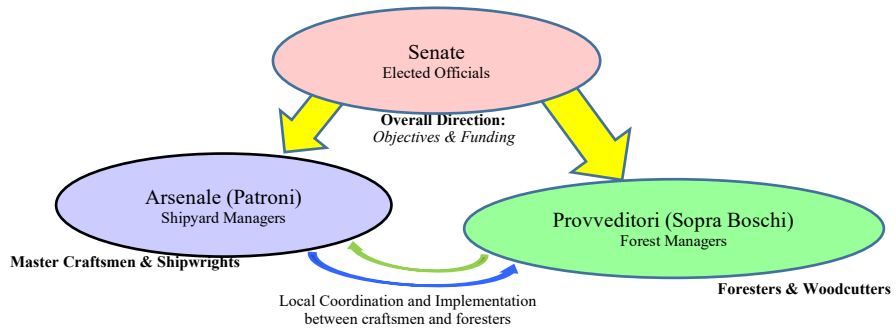 Senate
Elected Officials
Overall Direction:
Objectives & Funding
Arsenale (Patroni)
Shipyard Managers
Provveditori (Sopra Boschi)
Forest Managers
Master Craftsmen & Shipwrights
Foresters & Woodcutters
Local Coordination and Implementation
between craftsmen and foresters